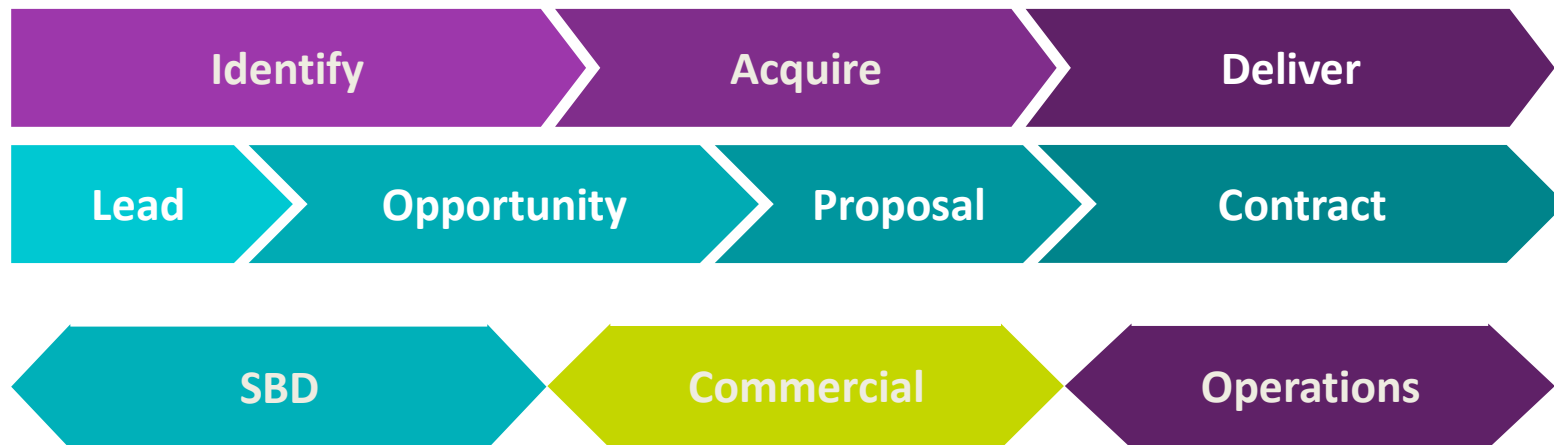 Identify Acquire Deliver
Lead Opportunity Proposal Contract
SBD Commercial Operations